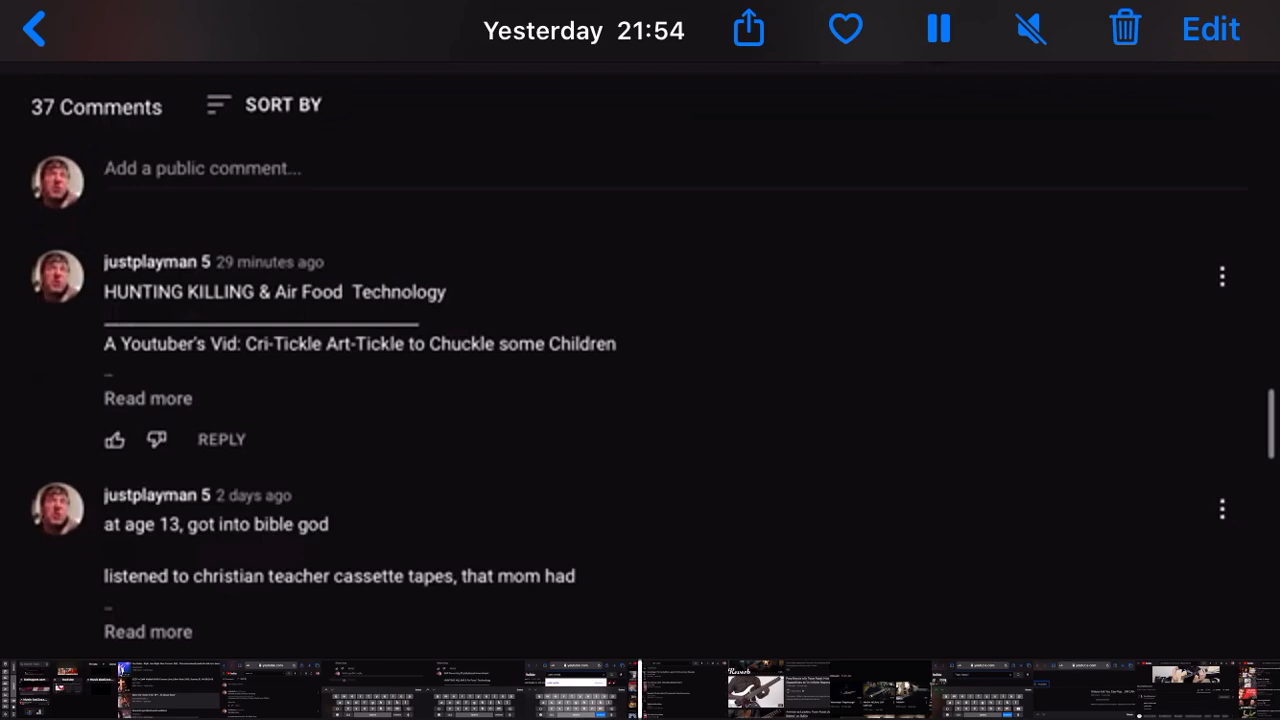 Yesterday 21:54
Edit
37 Comments
SORT BY
Add a public comment...
justplayman 5 29 minutes ago
HUNTING KILLING & Air Food Technology
A Youtuber's Vid: Cri-Tickle Art-Tickle to Chuckle some Children
Read more
REPLY
justplayman 5 2 days ago
at age 13, got into bible god
listened to christian teacher cassette tapes, that mom had
Read more